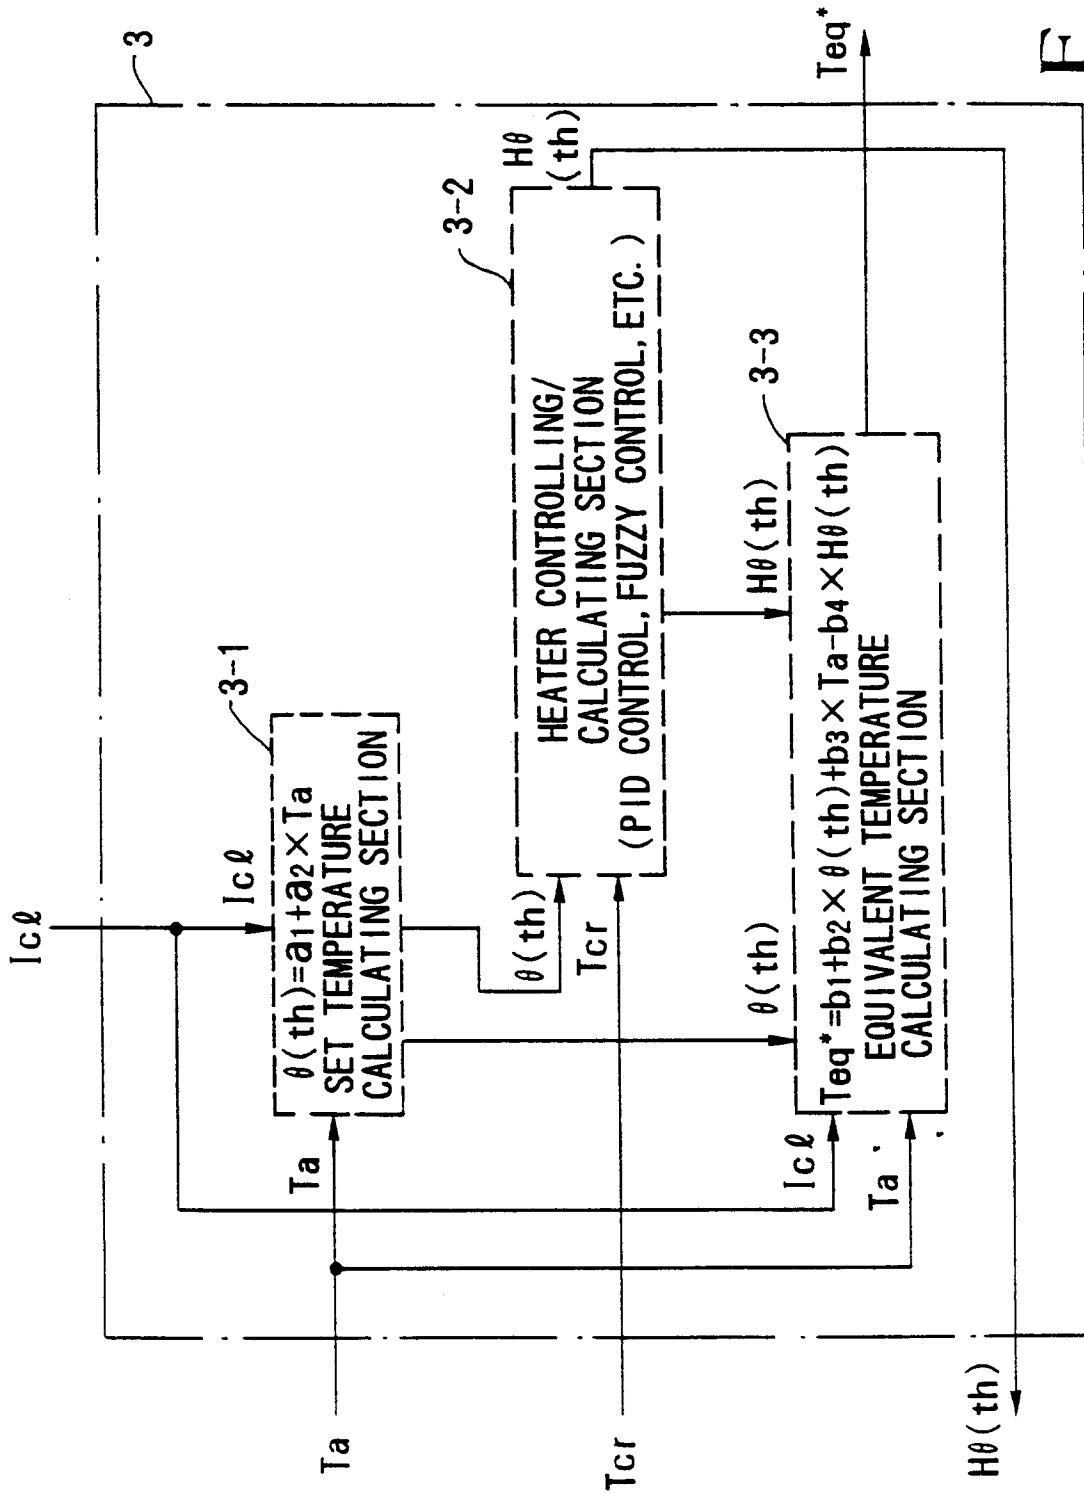 Icℓ
3
Icℓ
3-1
θ(th)=a1+a2×Ta
SET TEMPERATURE
CALCULATING SECTION
Ta
Ta
3-2
Hθ
(th)
HEATER CONTROLLING/
CALCULATING SECTION
(PID CONTROL, FUZZY CONTROL, ETC.)
θ(th)
Tcr
Tcr
θ(th)
Hθ(th)
3-3
Teq*=b1+b2×θ(th)+b3×Ta-b4×Hθ(th)
EQUIVALENT TEMPERATURE
CALCULATING SECTION
Icℓ
Ta
Teq*
Hθ(th)
F